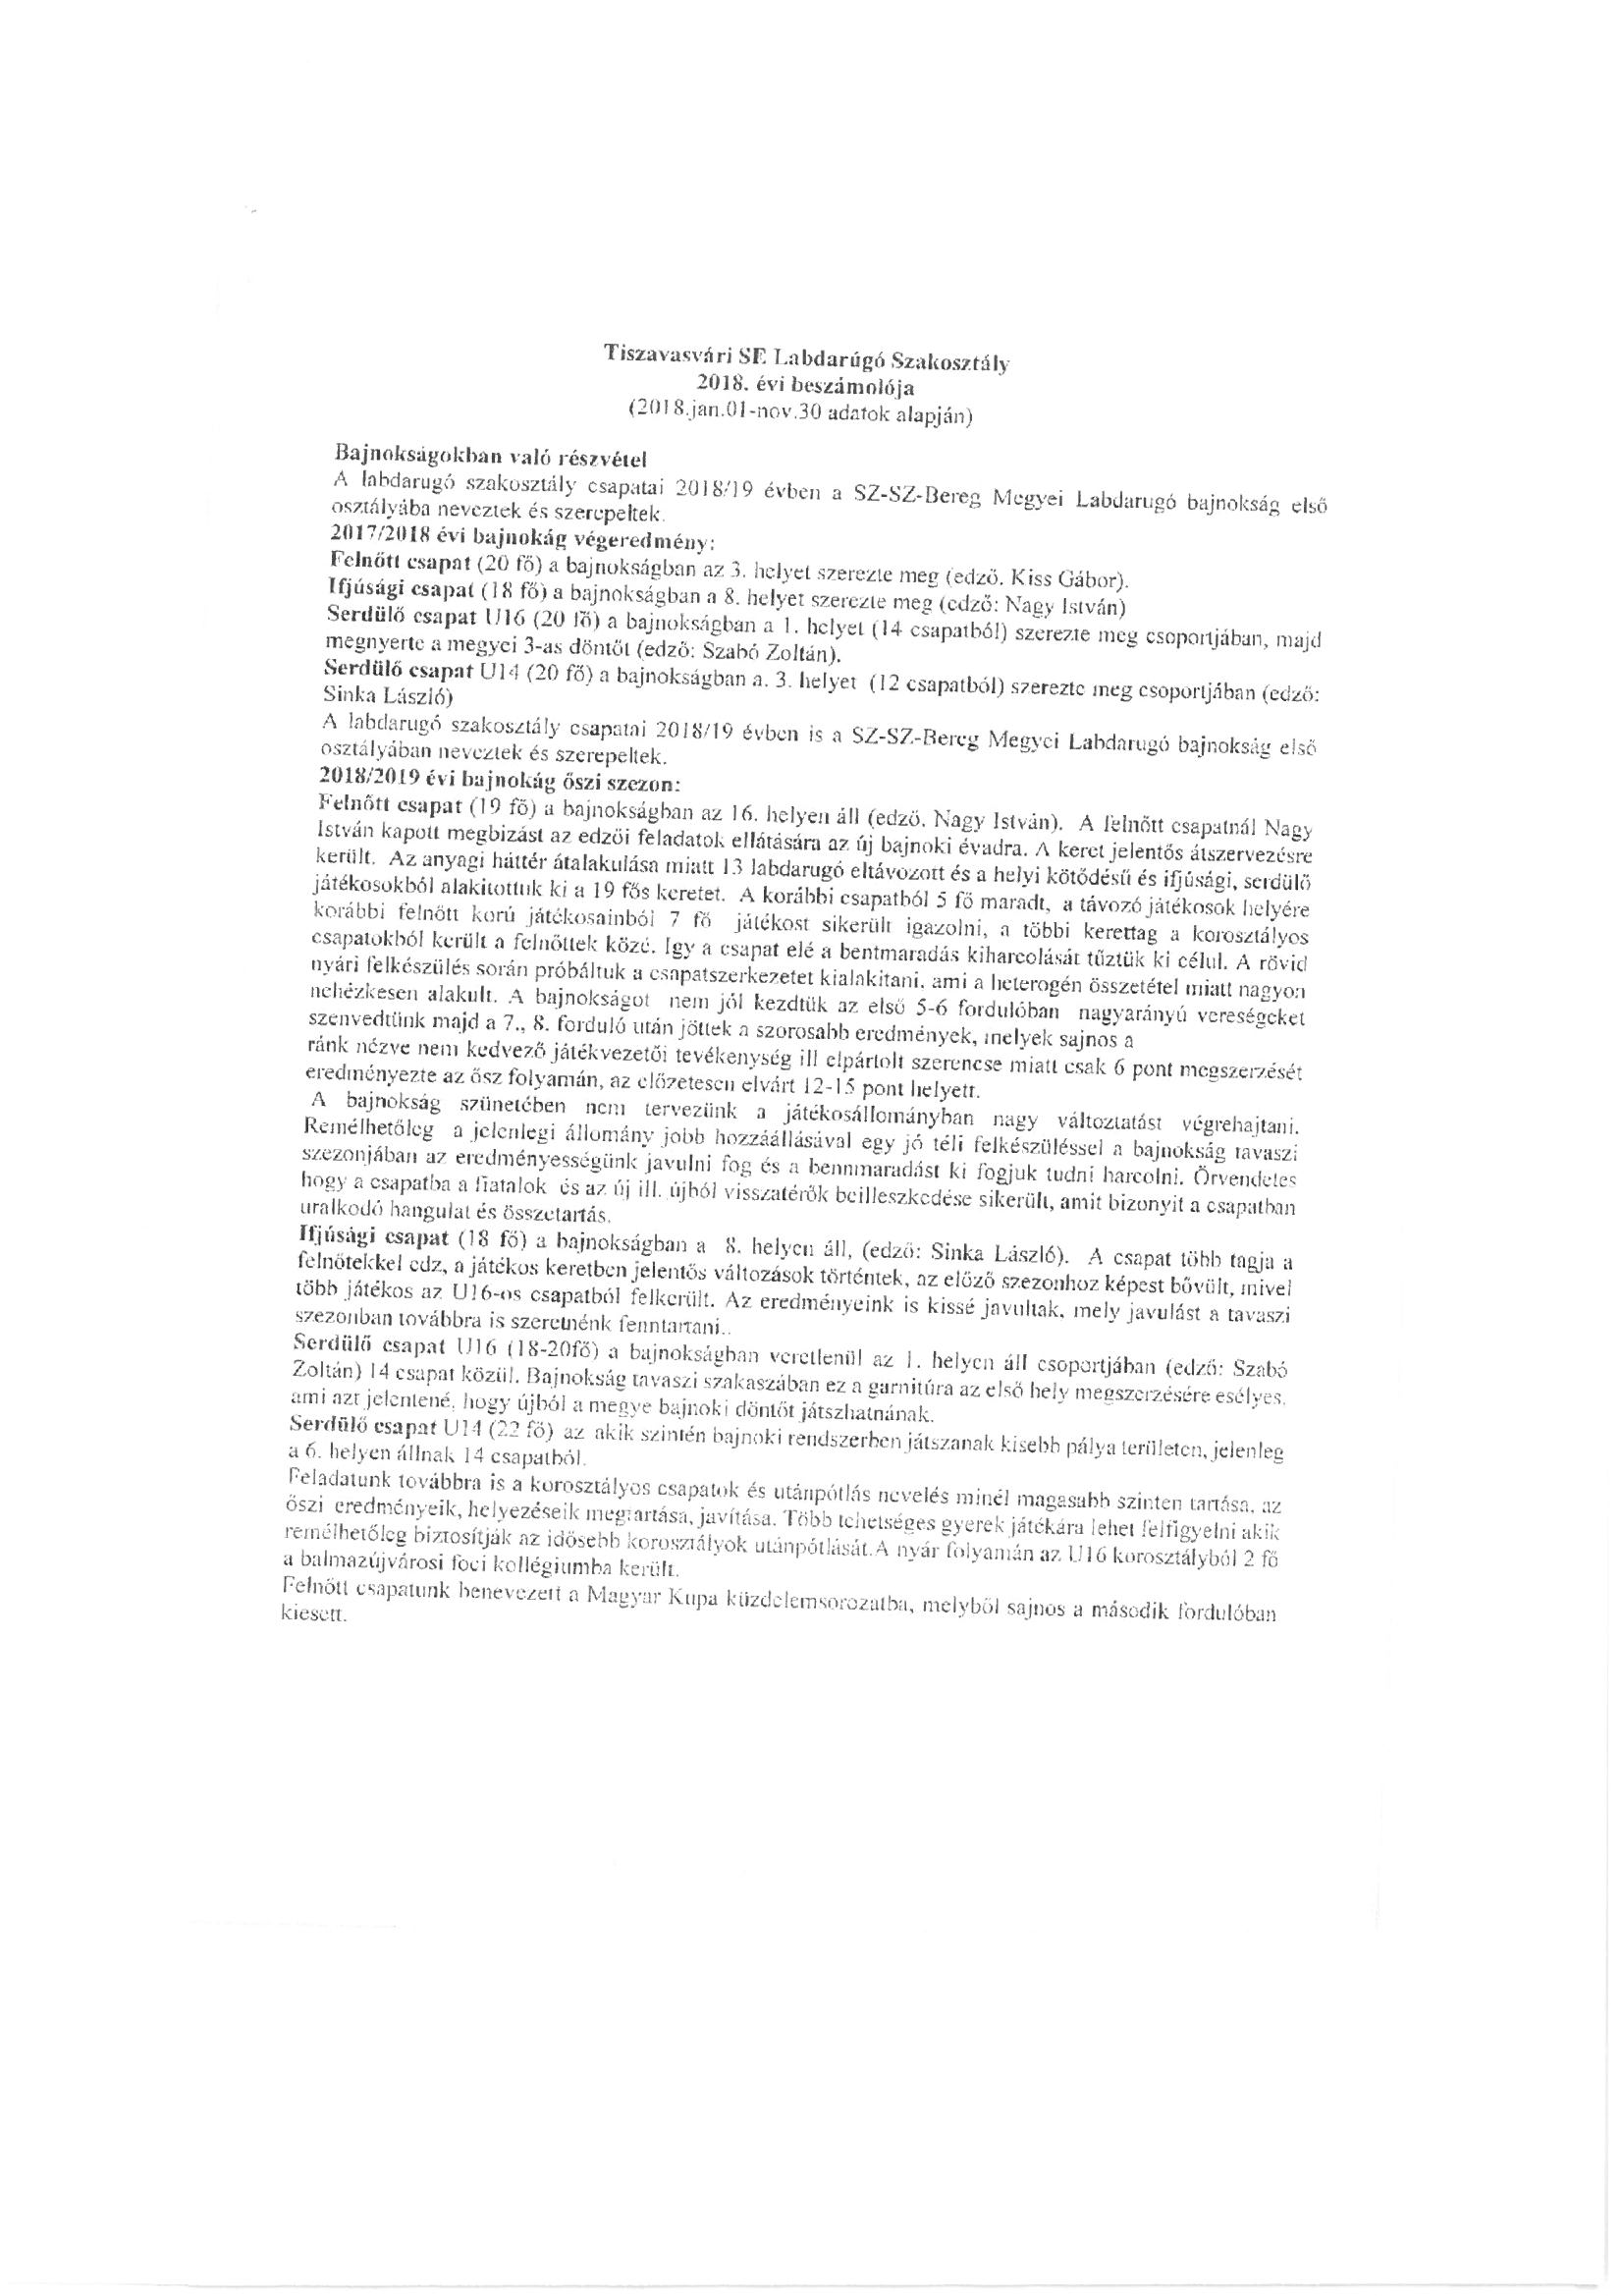 Tiszavasvári SE Labdarúgó Szakosztály
2018. évi beszámolója
(2018.jan.01-nov.30 adatok alapján)
Bajnokságokban való részvétel
A labdarugó szakosztály csapatai 2018/19 évben a SZ-SZ-Bereg Megyei Labdarugó bajnokság első
osztályába neveztek és szerepeltek.
2017/2018 évi bajnokág végeredmény:
Felnőtt csapat (20 fő) a bajnokságban az 3. helyet szerezte meg (edző. Kiss Gábor).
Ifjúsági csapat (18 fő) a bajnokságban a 8. helyet szerezte meg (edző: Nagy István)
Serdülő csapat U16 (20 fő) a bajnokságban a 1. helyet (14 csapatból) szerezte meg csoportjában, majd
megnyerte a megyei 3-as döntőt (edző: Szabó Zoltán).
Serdülő csapat U14 (20 fő) a bajnokságban a. 3. helyet (12 csapatból) szerezte meg csoportjában (edző:
Sinka László)
A labdarugó szakosztály csapatai 2018/19 évben is a SZ-SZ-Bereg Megyei Labdarugó bajnokság első
osztályában neveztek és szerepeltek.
2018/2019 évi bajnokág őszi szezon:
Felnőtt csapat (19 fő) a bajnokságban az 16. helyen áll (edző. Nagy István). A felnőtt csapatnál Nagy
István kapott megbizást az edzői feladatok ellátására az új bajnoki évadra. A keret jelentős átszervezésre
került. Az anyagi háttér átalakulása miatt 13 labdarugó eltávozott és a helyi kötődésű és ifjúsági, serdülő
játékosokból alakitottuk ki a 19 fős keretet. A korábbi csapatból 5 fő maradt, a távozó játékosok helyére
korábbi felnőtt korú játékosainból 7 fő játékost sikerült igazolni, a többi kerettag a korosztályos
csapatokból került a felnőttek közé. Igy a csapat elé a bentmaradás kiharcolását tűztük ki célul. A rövid
nyári felkészülés során próbáltuk a csapatszerkezetet kialakitani, ami a heterogén összetétel miatt nagyon
nehézkesen alakult. A bajnokságot nem jól kezdtük az első 5-6 fordulóban nagyarányú vereségeket
szenvedtünk majd a 7., 8. forduló után jöttek a szorosabb eredmények, melyek sajnos a
ránk nézve nem kedvező játékvezetői tevékenység ill elpártolt szerencse miatt csak 6 pont megszerzését
eredményezte az ősz folyamán, az előzetesen elvárt 12-15 pont helyett.
A bajnokság szünetében nem tervezünk a játékosállományban nagy változtatást végrehajtani.
Remélhetőleg a jelenlegi állomány jobb hozzáállásával egy jó téli felkészüléssel a bajnokság tavaszi
szezonjában az eredményességünk javulni fog és a bennmaradást ki fogjuk tudni harcolni. Örvendetes
hogy a csapatba a fiatalok és az új ill. újból visszatérők beilleszkedése sikerült, amit bizonyit a csapatban
uralkodó hangulat és összetartás.
Ifjúsági csapat (18 fő) a bajnokságban a 8. helyen áll, (edző: Sinka László). A csapat több tagja a
felnőtekkel edz, a játékos keretben jelentős változások történtek, az előző szezonhoz képest bővült, mivel
több játékos az U16-os csapatból felkerült. Az eredményeink is kissé javultak, mely javulást a tavaszi
szezonban továbbra is szeretnénk fenntartani..
Serdülő csapat U16 (18-20fő) a bajnokságban veretlenül az 1. helyen áll csoportjában (edző: Szabó
Zoltán) 14 csapat közül. Bajnokság tavaszi szakaszában ez a garnitúra az első hely megszerzésére esélyes,
ami azt jelentené, hogy újból a megye bajnoki döntőt játszhatnának.
Serdülő csapat U14 (22 fő) az akik szintén bajnoki rendszerben játszanak kisebb pálya területen, jelenleg
a 6. helyen állnak 14 csapatból.
Feladatunk továbbra is a korosztályos csapatok és utánpótlás nevelés minél magasabb szinten tartása, az
őszi eredményeik, helyezéseik megtartása, javítása. Több tehetséges gyerek játékára lehet felfigyelni akik
remélhetőleg biztosítják az idősebb korosztályok utánpótlását.A nyár folyamán az U16 korosztályból 2 fő
a balmazújvárosi foci kollégiumba került.
Felnőtt csapatunk benevezett a Magyar Kupa küzdelemsorozatba, melyből sajnos a második fordulóban
kiesett.